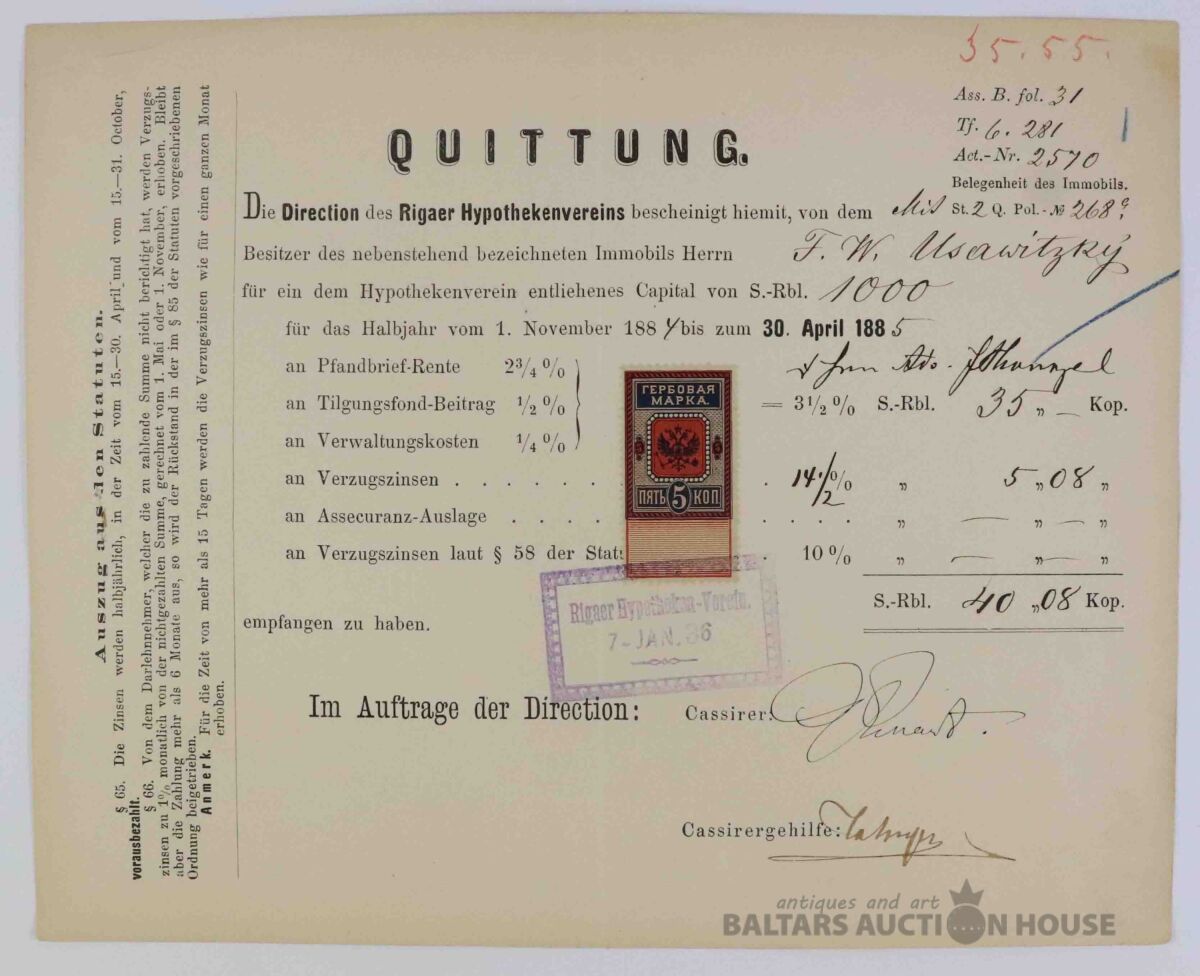 35.55.
Ass. B. fol. 31
Tf. 6. 281
Act.-Nr. 2570
Belegenheit des Immobils.
Mit St. 2 Q. Pol.-№ 268
QUITTUNG.
Die Direction des Rigaer Hypothekenvereins bescheinigt hiemit, von dem
Besitzer des nebenstehend bezeichneten Immobils Herrn F. W. Usawitzky
für ein dem Hypothekenverein entliehenes Capital von S.-Rbl. 1000
für das Halbjahr vom 1. November 1884 bis zum 30. April 1885
an Pfandbrief-Rente 2¾ %
an Tilgungsfond-Beitrag ½ % = 3½ % S.-Rbl. 35 „ — Kop.
an Verwaltungskosten ¼ %
an Verzugszinsen . . . . . . . 14½ % „ 5 „ 08 „
an Assecuranz-Auslage . . . . . . . . „ — „ — „
an Verzugszinsen laut § 58 der Stat . 10 % „ — „ — „
S.-Rbl. 40 „ 08 Kop.
empfangen zu haben.
ГЕРБОВАЯ
МАРКА.
ПЯТЬ 5 КОП.
Rigaer Hypotheken-Verein.
7-JAN. 86
Im Auftrage der Direction: Cassirer:
Cassirergehilfe:
Auszug aus den Statuten.
§ 65. Die Zinsen werden halbjährlich, in der Zeit vom 15.—30. April und vom 15.—31. October,
vorausbezahlt.
§ 66. Von dem Darlehnnehmer, welcher die zu zahlende Summe nicht berichtigt hat, werden Verzugs-
zinsen zu 1% monatlich von der nichtgezahlten Summe, gerechnet vom 1. Mai oder 1. November, erhoben. Bleibt
aber die Zahlung mehr als 6 Monate aus, so wird der Rückstand in der im § 85 der Statuten vorgeschriebenen
Ordnung beigetrieben.
Anmerk. Für die Zeit von mehr als 15 Tagen werden die Verzugszinsen wie für einen ganzen Monat
erhoben.
antiques and art
BALTARS AUCTION HOUSE